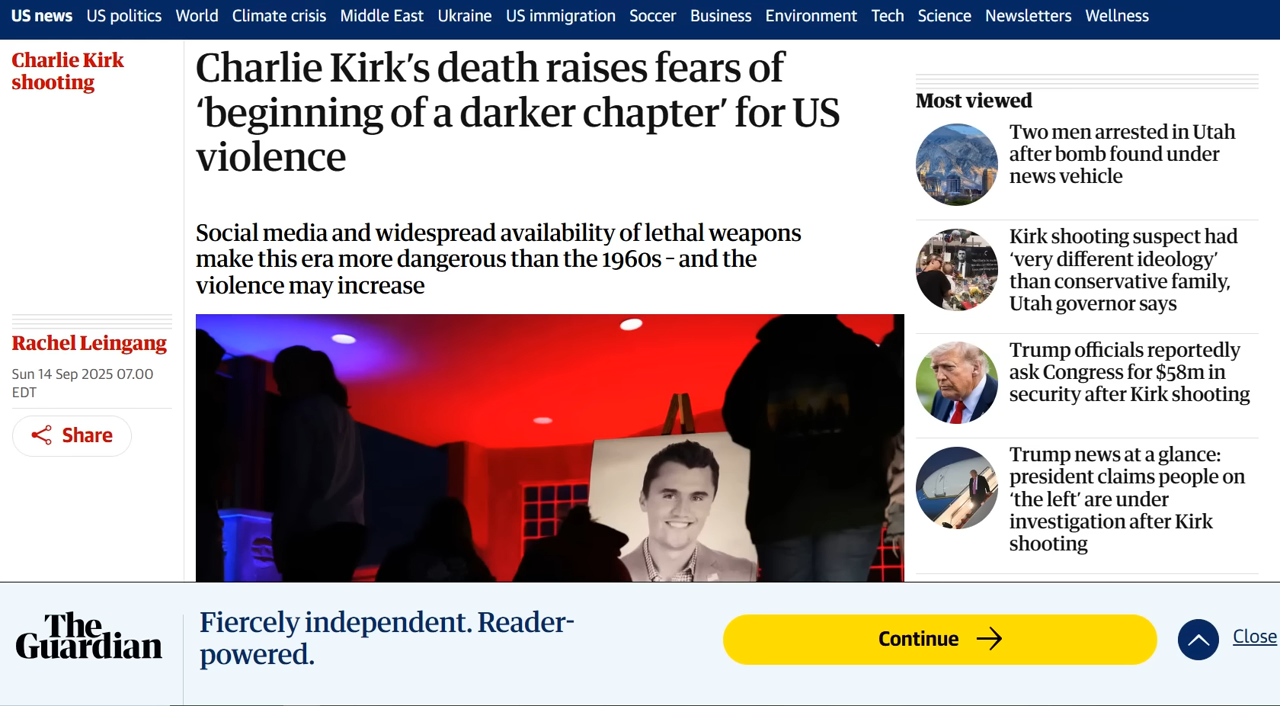 US news US politics World Climate crisis Middle East Ukraine US immigration Soccer Business Environment Tech Science Newsletters Wellness
Charlie Kirk
shooting
Charlie Kirk’s death raises fears of
‘beginning of a darker chapter’ for US
violence
Social media and widespread availability of lethal weapons
make this era more dangerous than the 1960s – and the
violence may increase
Rachel Leingang
Sun 14 Sep 2025 07.00
EDT
Share
Most viewed
Two men arrested in Utah
after bomb found under
news vehicle
Kirk shooting suspect had
‘very different ideology’
than conservative family,
Utah governor says
Trump officials reportedly
ask Congress for $58m in
security after Kirk shooting
Trump news at a glance:
president claims people on
‘the left’ are under
investigation after Kirk
shooting
The
Guardian
Fiercely independent. Reader-
powered.
Continue
Close